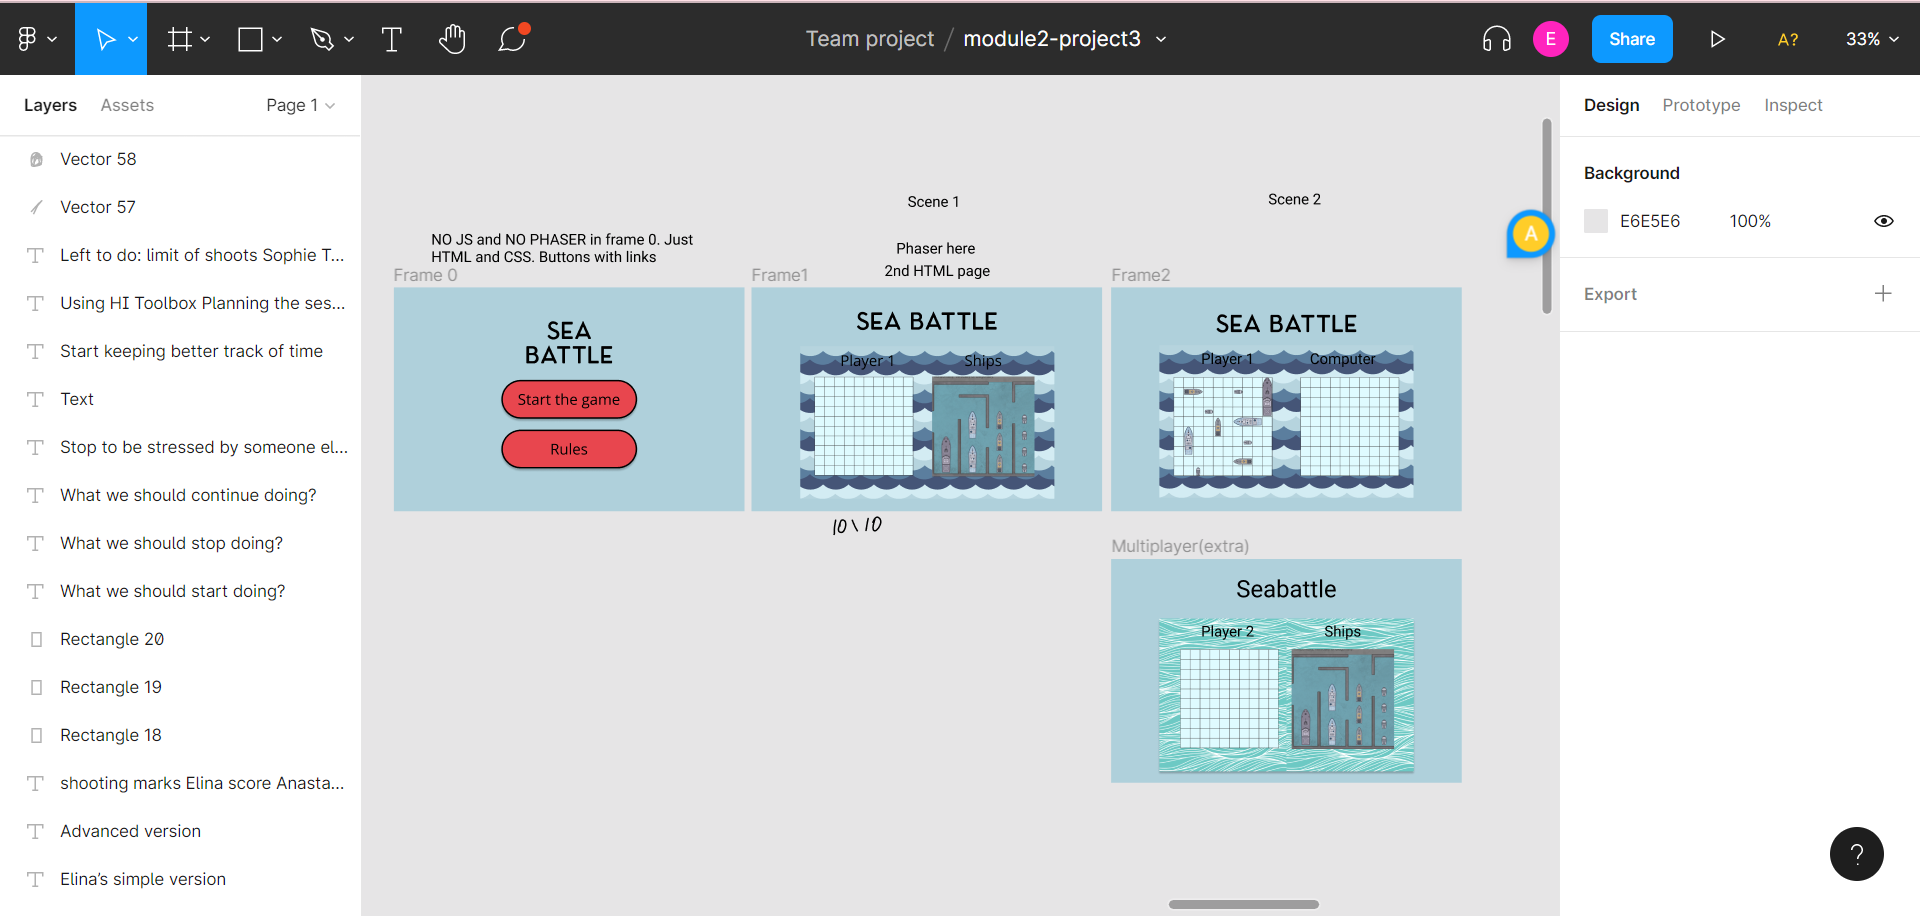 Team project / module2-project3
E
Share
A?
33%
Layers
Assets
Page 1
Vector 58
Vector 57
Left to do: limit of shoots Sophie T...
Using HI Toolbox Planning the ses...
Start keeping better track of time
Text
Stop to be stressed by someone el...
What we should continue doing?
What we should stop doing?
What we should start doing?
Rectangle 20
Rectangle 19
Rectangle 18
shooting marks Elina score Anasta...
Advanced version
Elina's simple version
NO JS and NO PHASER in frame 0. Just
HTML and CSS. Buttons with links
Frame 0
SEA
BATTLE
Start the game
Rules
Scene 1
Phaser here
2nd HTML page
Frame1
SEA BATTLE
Player 1
Ships
10\10
Scene 2
Frame2
SEA BATTLE
Player 1
Computer
Multiplayer(extra)
Seabattle
Player 2
Ships
A
Design
Prototype
Inspect
Background
E6E5E6
100%
Export
?